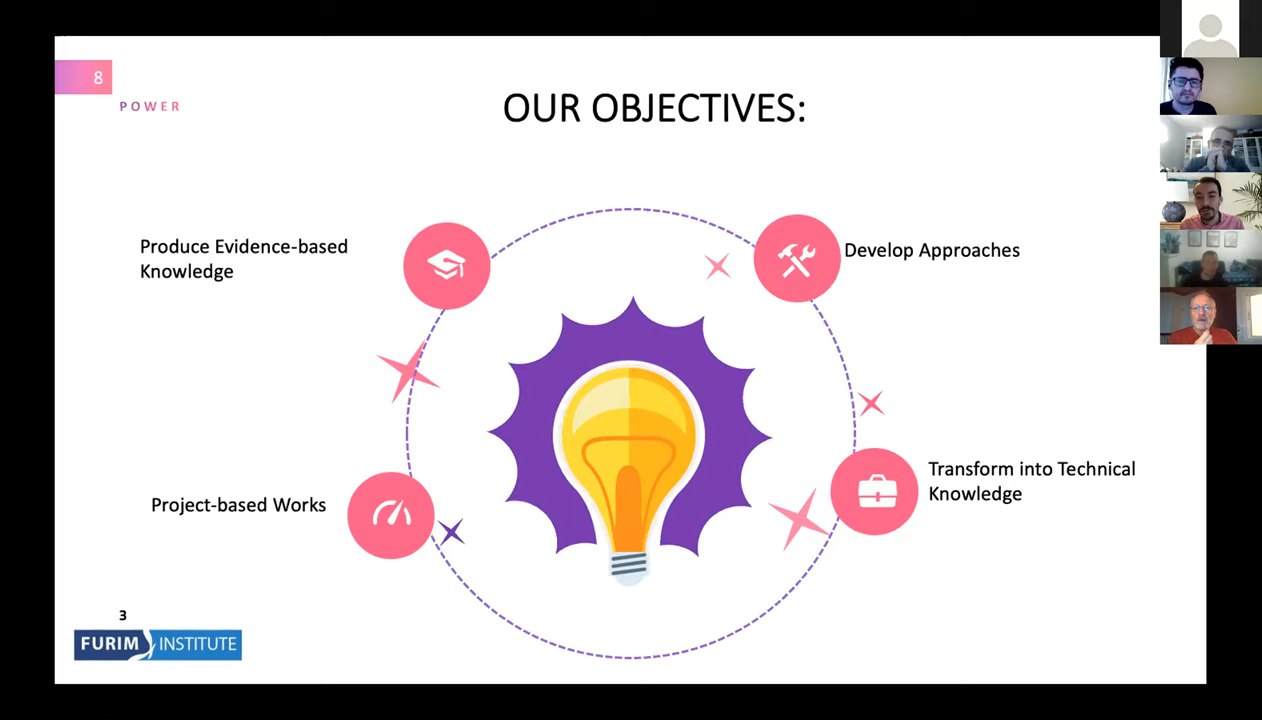 8
POWER
OUR OBJECTIVES:
Produce Evidence-based
Knowledge
Develop Approaches
Project-based Works
Transform into Technical
Knowledge
3
FURIM INSTITUTE